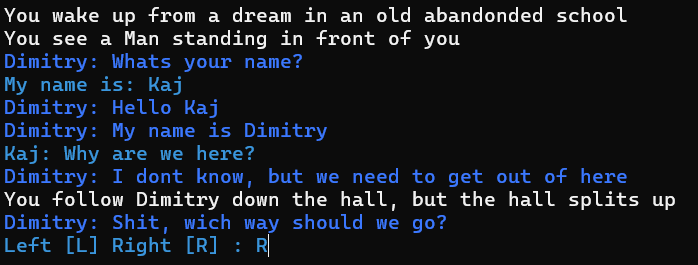 You wake up from a dream in an old abandonded school
You see a Man standing in front of you
Dimitry: Whats your name?
My name is: Kaj
Dimitry: Hello Kaj
Dimitry: My name is Dimitry
Kaj: Why are we here?
Dimitry: I dont know, but we need to get out of here
You follow Dimitry down the hall, but the hall splits up
Dimitry: Shit, wich way should we go?
Left [L] Right [R] : R